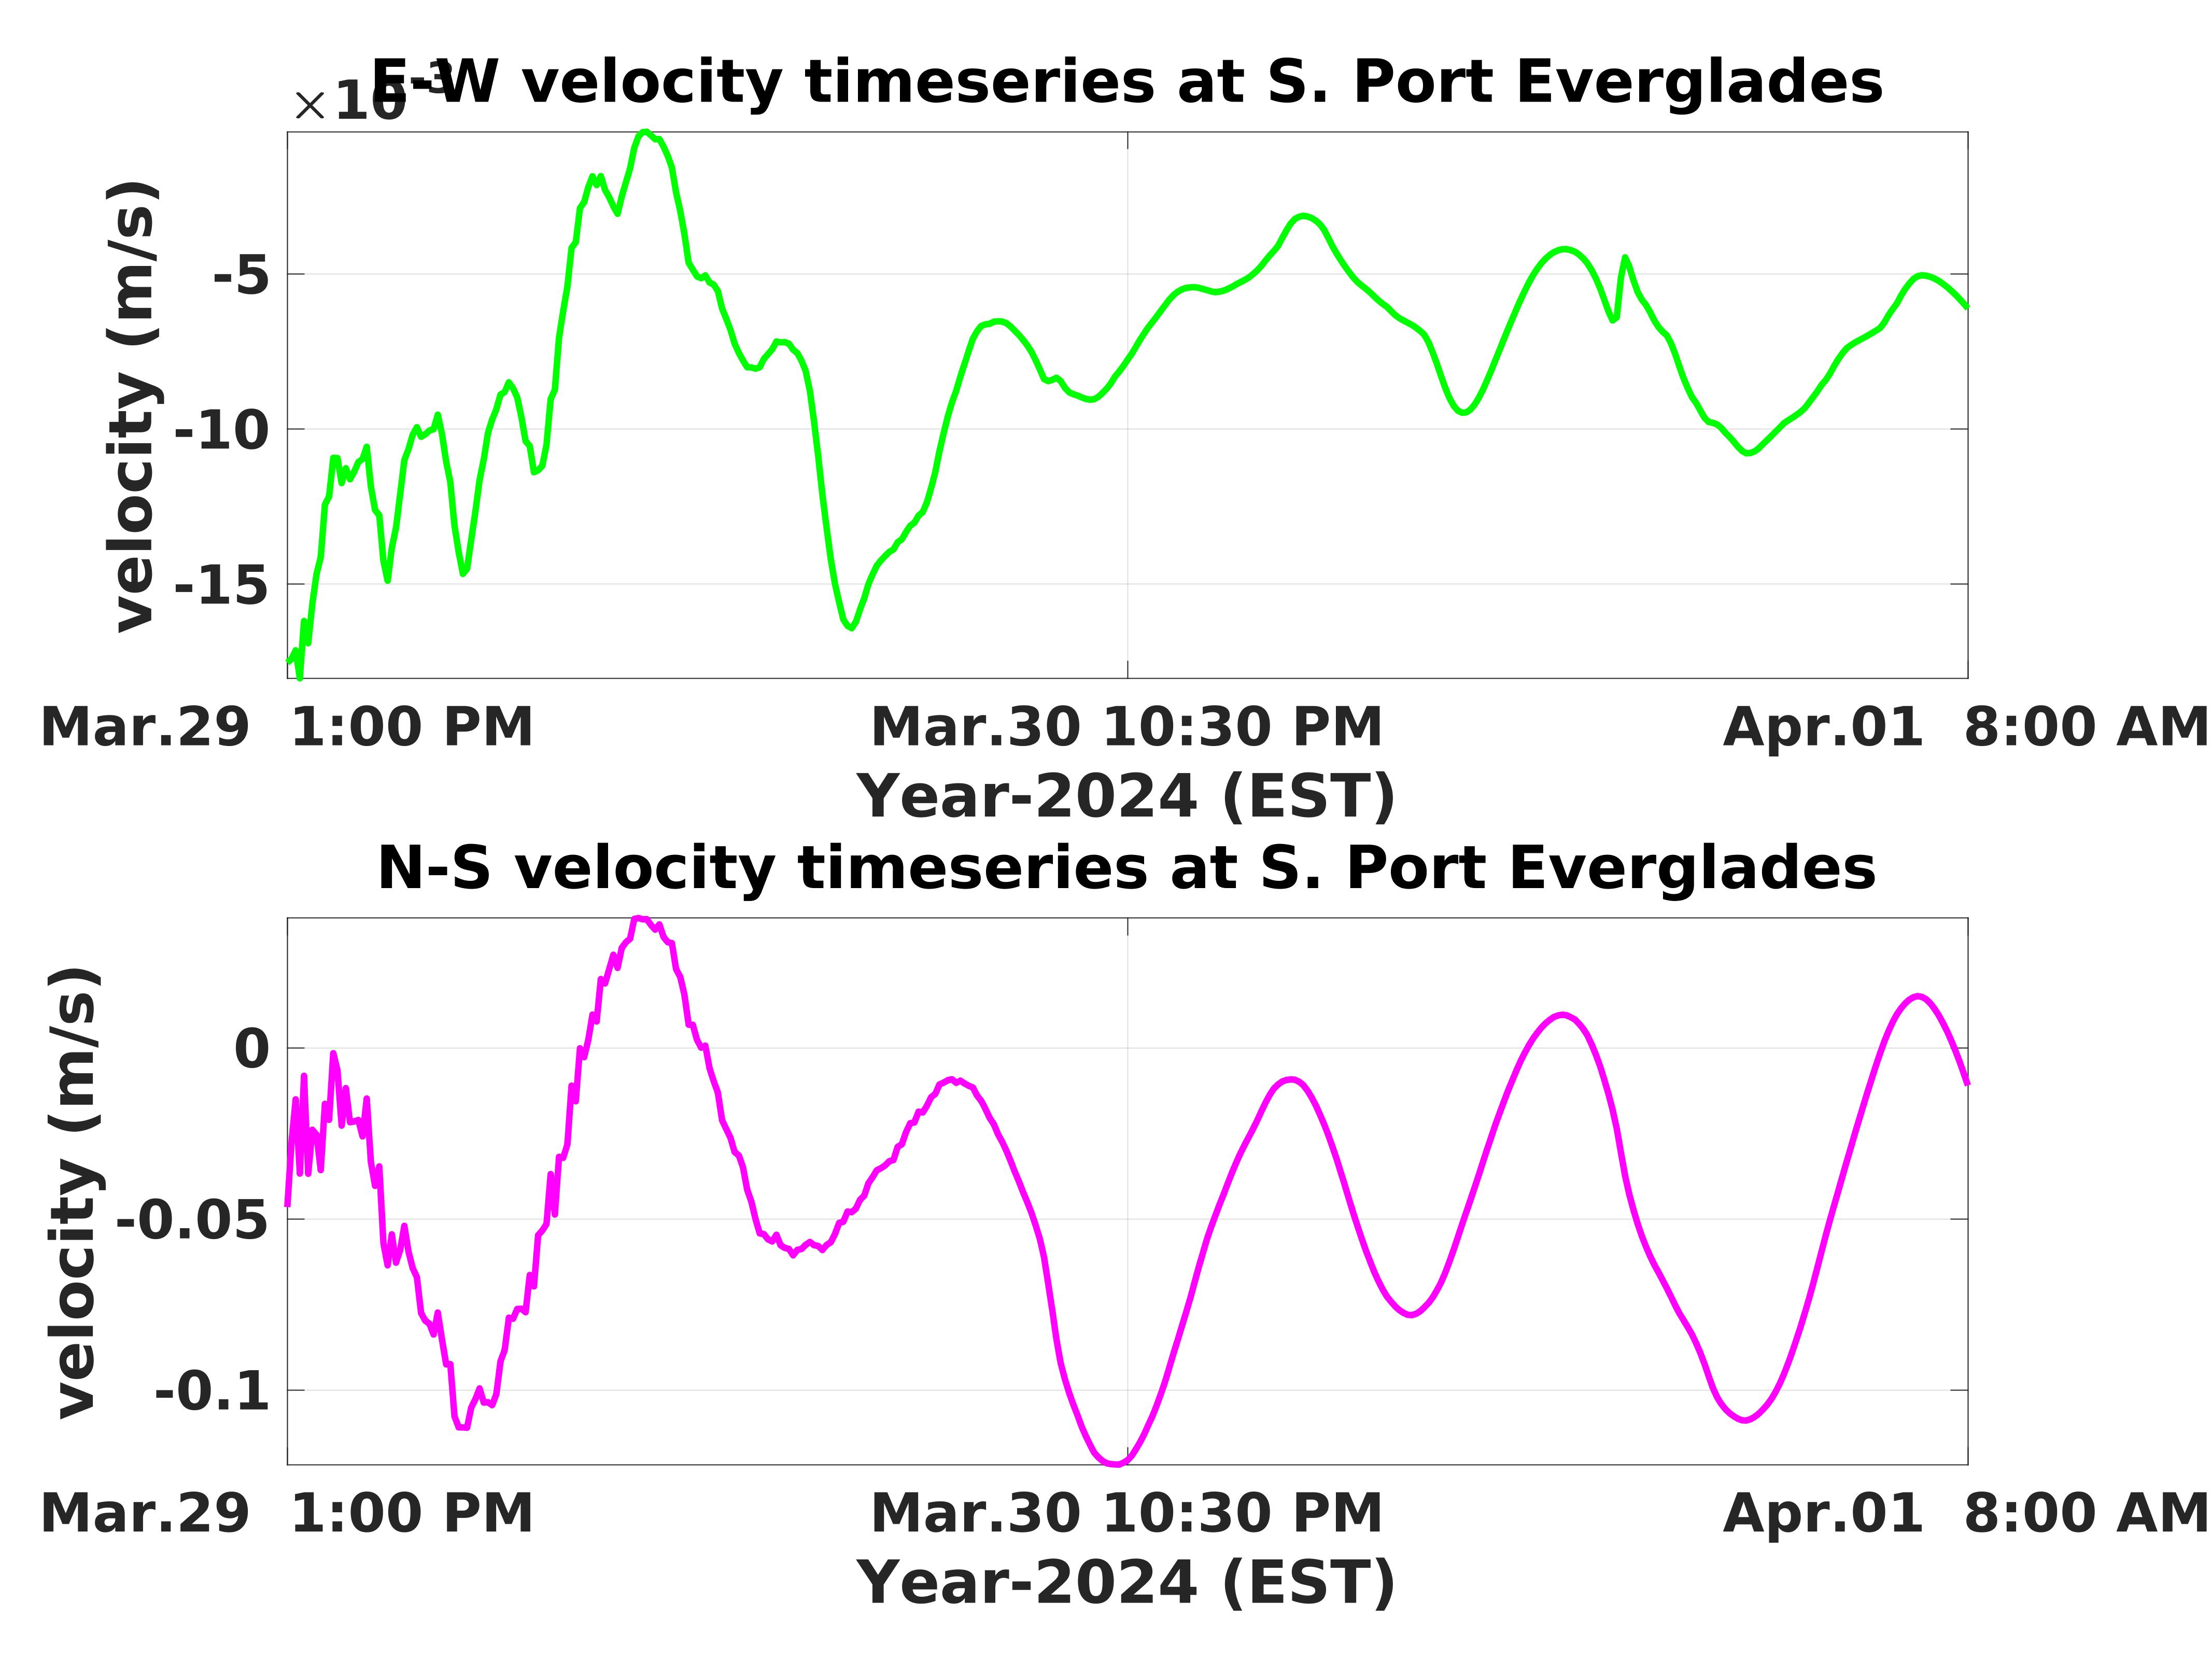 E-W velocity timeseries at S. Port Everglades
×10-3
velocity (m/s)
-5
-10
-15
Mar.29 1:00 PM Mar.30 10:30 PM Apr.01 8:00 AM
Year-2024 (EST)
N-S velocity timeseries at S. Port Everglades
velocity (m/s)
0
-0.05
-0.1
Mar.29 1:00 PM Mar.30 10:30 PM Apr.01 8:00 AM
Year-2024 (EST)